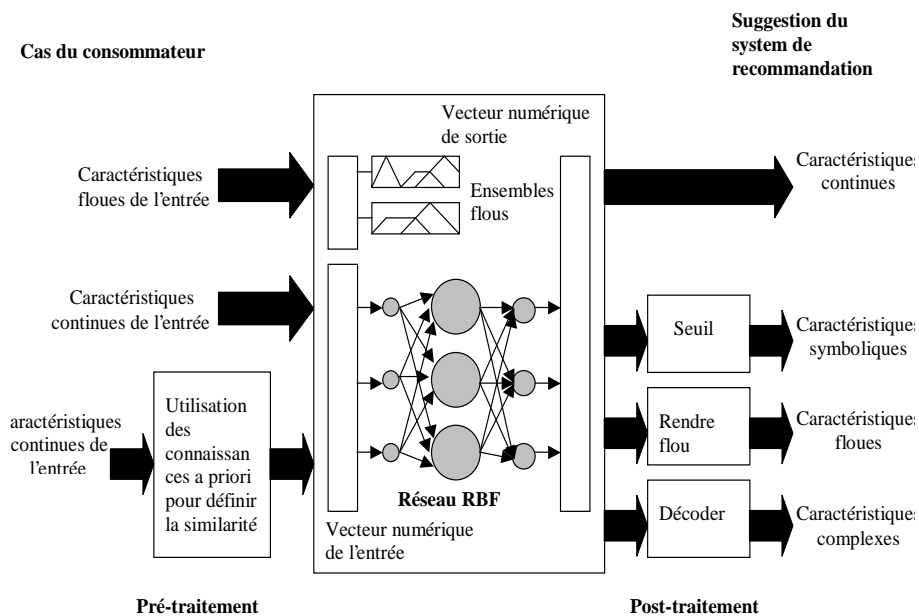 Suggestion du
system de
recommandation
Cas du consommateur
Vecteur numérique
de sortie
Caractéristiques
floues de l'entrée
Ensembles
flous
Caractéristiques
continues
Caractéristiques
continues de l'entrée
Seuil
Caractéristiques
symboliques
aractéristiques
continues de
l'entrée
Utilisation
des
connaissan
ces a priori
pour définir
la similarité
Rendre
flou
Caractéristiques
floues
Réseau RBF
Vecteur numérique
de l'entrée
Décoder
Caractéristiques
complexes
Pré-traitement
Post-traitement